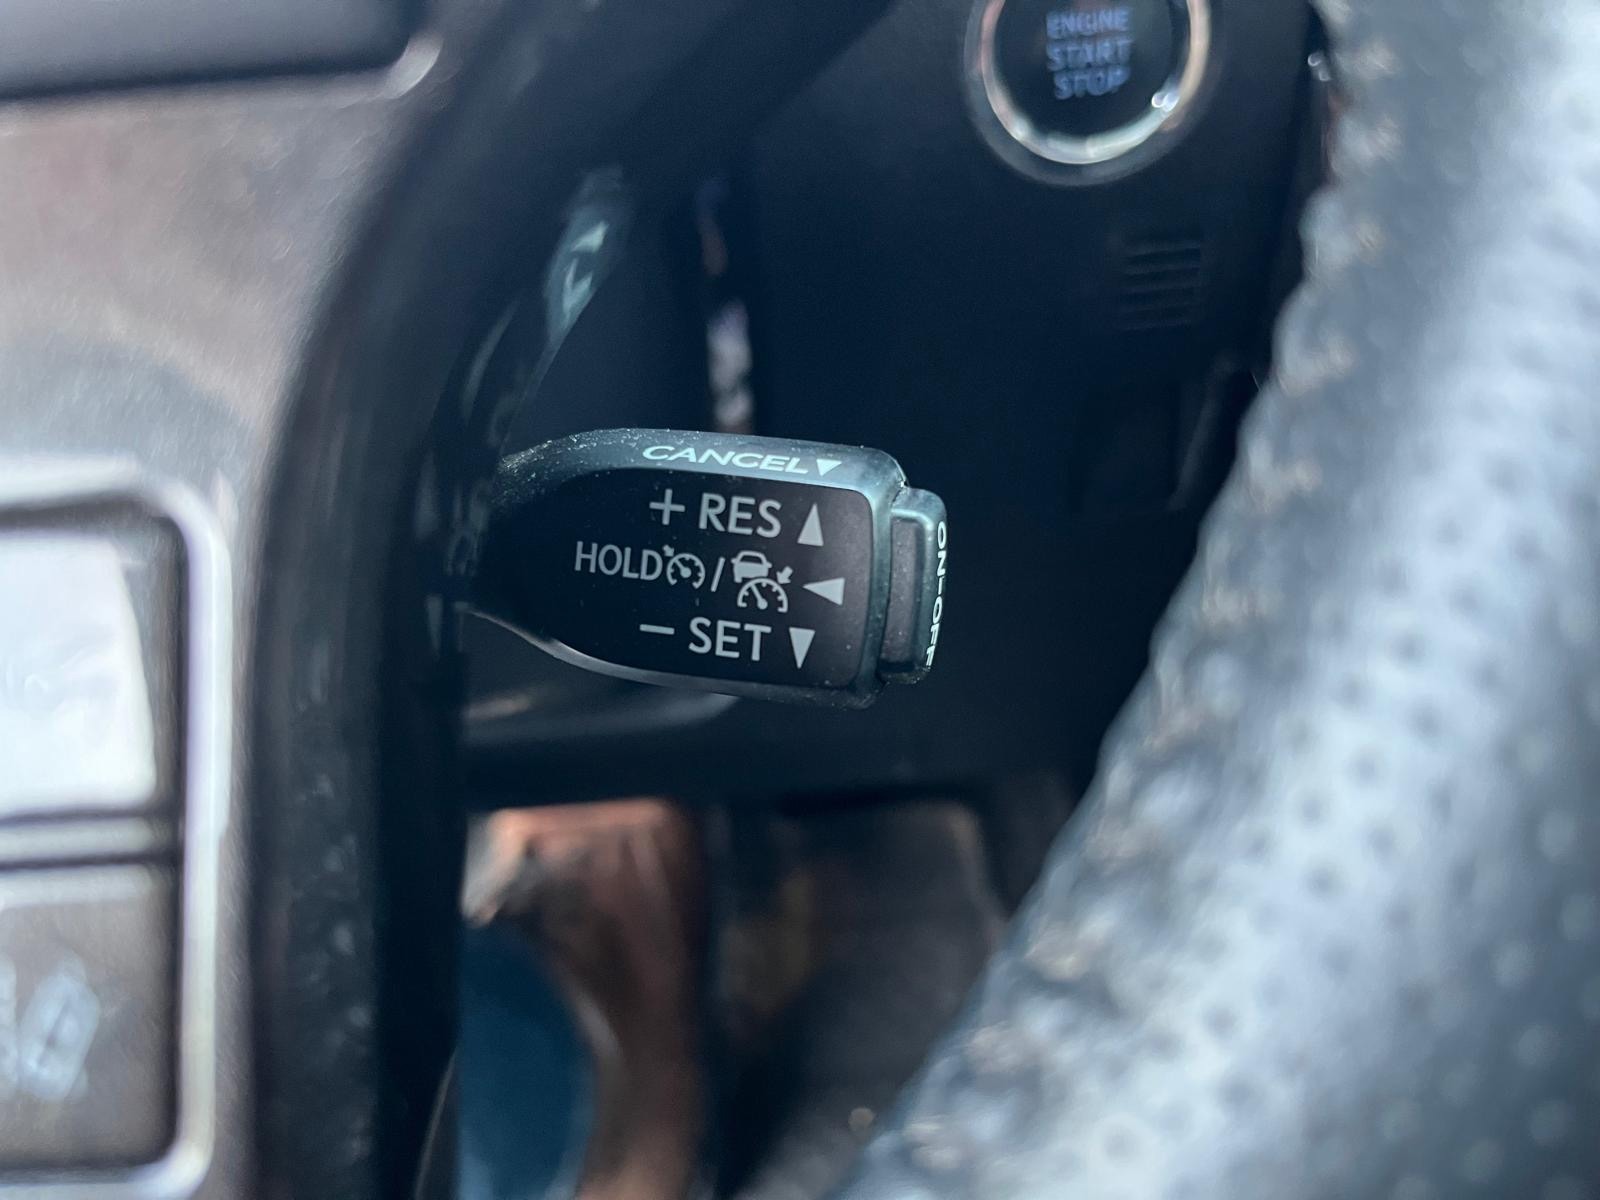 ENGINE
START
STOP
CANCEL▼
+ RES ▲
HOLD / ◀
− SET ▼
ON-OFF